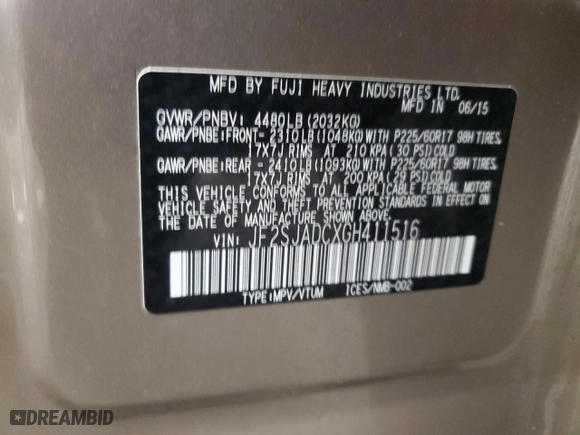 MFD BY FUJI HEAVY INDUSTRIES LTD.
MFD IN 06/15
GVWR/PNBV: 4480LB(2032KG)
GAWR/PNBE:FRONT- 2310LB(1048KG)WITH P225/60R17 98H TIRES,
17X7J RIMS AT 210 KPA(30 PSI)COLD
GAWR/PNBE:REAR - 2410LB(1093KG)WITH P225/60R17 98H TIRES,
17X7J RIMS AT 200 KPA(29 PSI)COLD
THIS VEHICLE CONFORMS TO ALL APPLICABLE FEDERAL MOTOR
VEHICLE SAFETY AND THEFT PREVENTION STANDARDS IN EFFECT ON
THE DATE OF MANUFACTURE SHOWN ABOVE.
VIN: JF2SJADCXGH411516
TYPE:MPV/VTUM ICES/NMB-002
DREAMBID